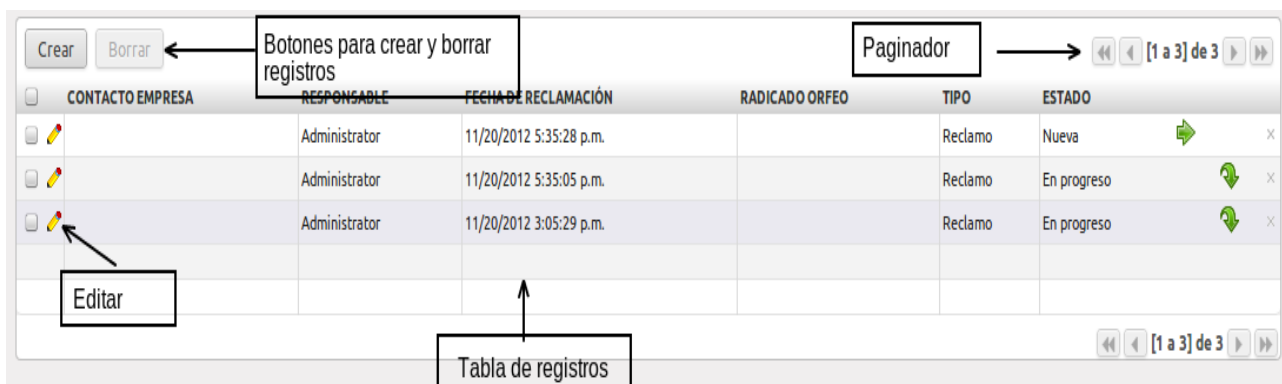 Crear Borrar Botones para crear y borrar registros Paginador [1 a 3] de 3
CONTACTO EMPRESA RESPONSABLE FECHA DE RECLAMACIÓN RADICADO ORFEO TIPO ESTADO
Administrator 11/20/2012 5:35:28 p.m. Reclamo Nueva
Administrator 11/20/2012 5:35:05 p.m. Reclamo En progreso
Administrator 11/20/2012 3:05:29 p.m. Reclamo En progreso
Editar
[1 a 3] de 3
Tabla de registros